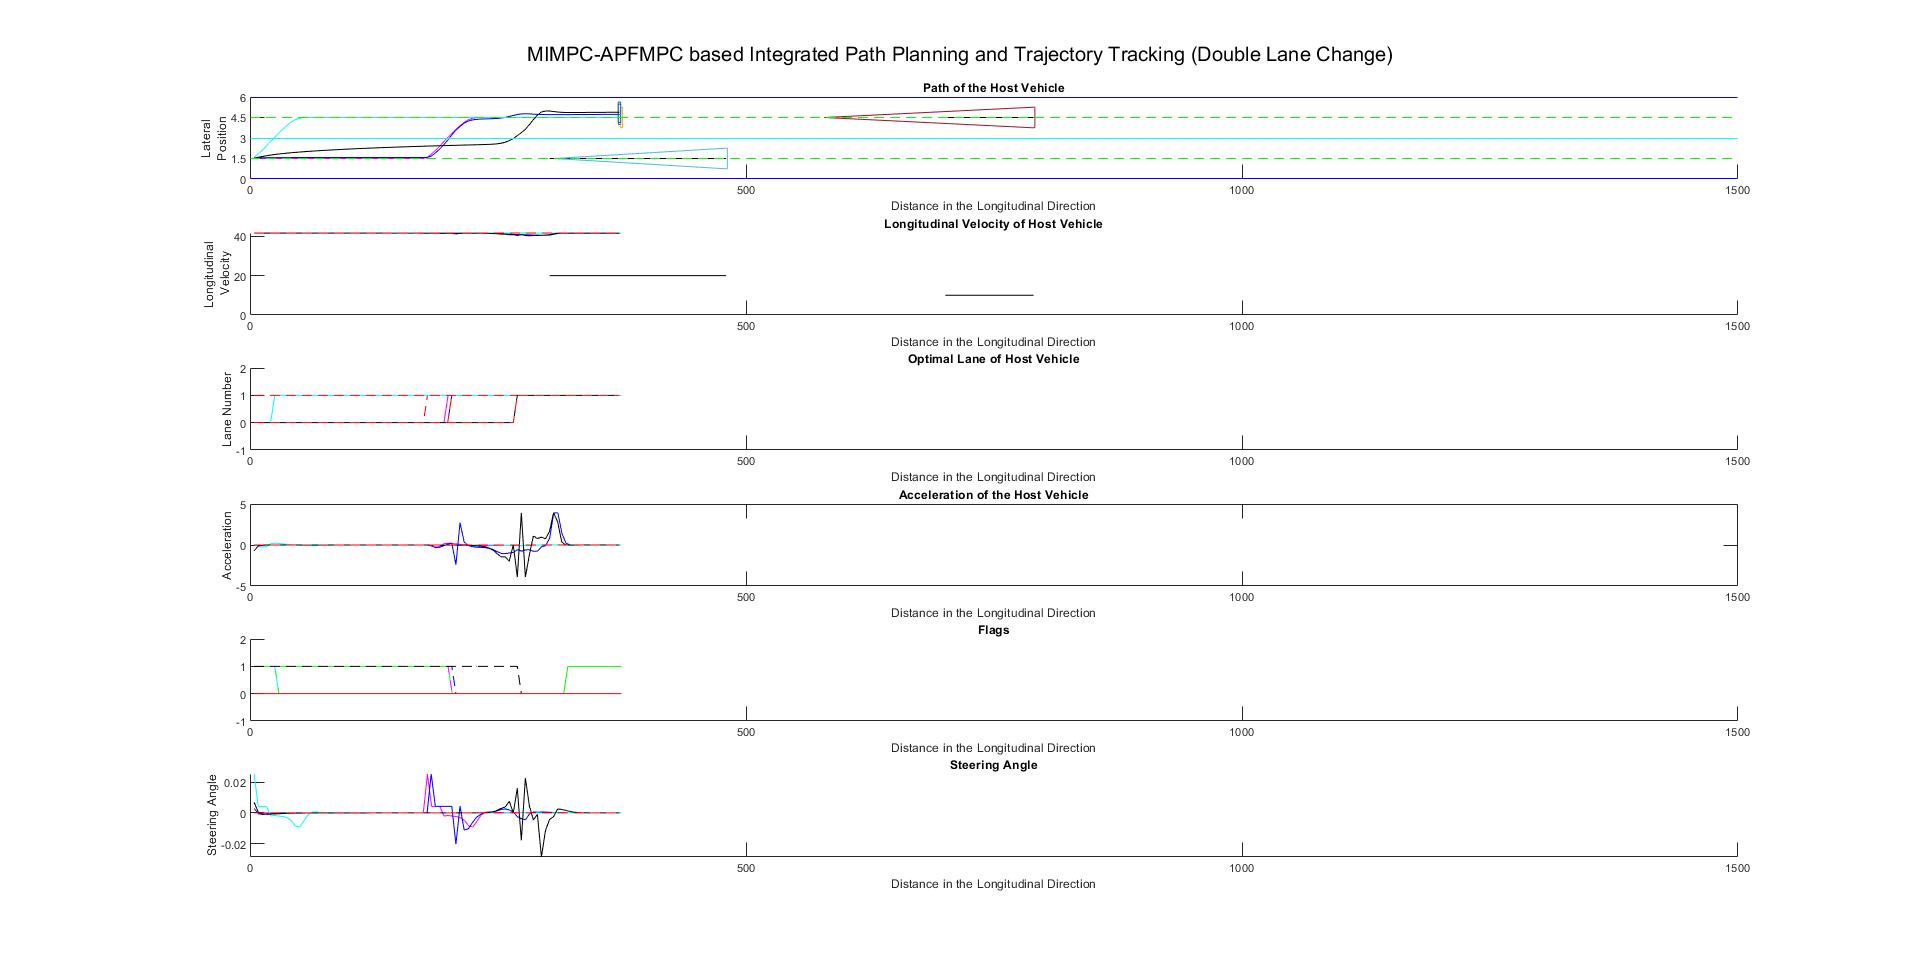 MIMPC-APFMPC based Integrated Path Planning and Trajectory Tracking (Double Lane Change)
Path of the Host Vehicle
Lateral
Position
6
4.5
3
1.5
0
0 500 1000 1500
Distance in the Longitudinal Direction
Longitudinal Velocity of Host Vehicle
Longitudinal
Velocity
40
20
0
0 500 1000 1500
Distance in the Longitudinal Direction
Optimal Lane of Host Vehicle
Lane Number
2
1
0
-1
0 500 1000 1500
Distance in the Longitudinal Direction
Acceleration of the Host Vehicle
Acceleration
5
0
-5
0 500 1000 1500
Distance in the Longitudinal Direction
Flags
2
1
0
-1
0 500 1000 1500
Distance in the Longitudinal Direction
Steering Angle
Steering Angle
0.02
0
-0.02
0 500 1000 1500
Distance in the Longitudinal Direction